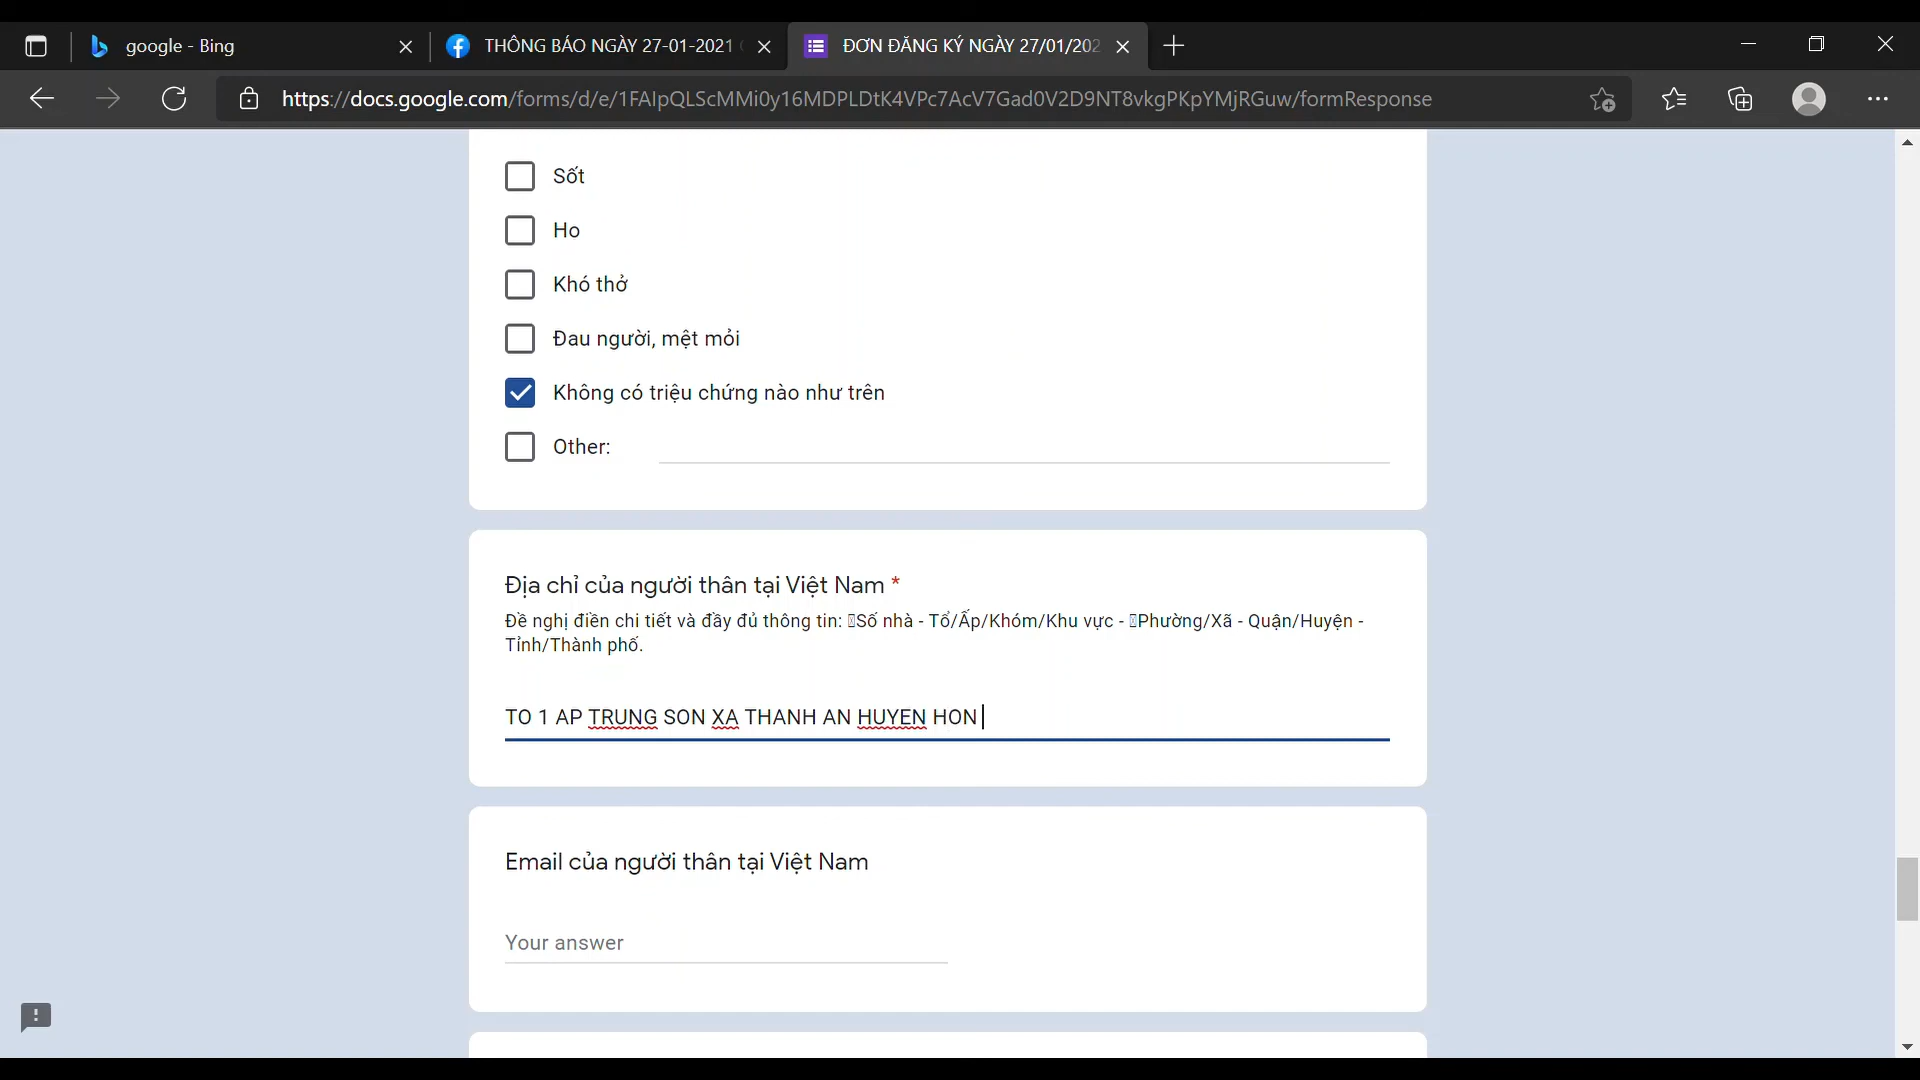 google - Bing
THÔNG BÁO NGÀY 27-01-2021
ĐƠN ĐĂNG KÝ NGÀY 27/01/202
https://docs.google.com/forms/d/e/1FAIpQLScMMi0y16MDPLDtK4VPc7AcV7Gad0V2D9NT8vkgPKpYMjRGuw/formResponse
Sốt
Ho
Khó thở
Đau người, mệt mỏi
Không có triệu chứng nào như trên
Other:
Địa chỉ của người thân tại Việt Nam *
Đề nghị điền chi tiết và đầy đủ thông tin: Số nhà - Tổ/Ấp/Khóm/Khu vực - Phường/Xã - Quận/Huyện -
Tỉnh/Thành phố.
TO 1 AP TRUNG SON XA THANH AN HUYEN HON
Email của người thân tại Việt Nam
Your answer